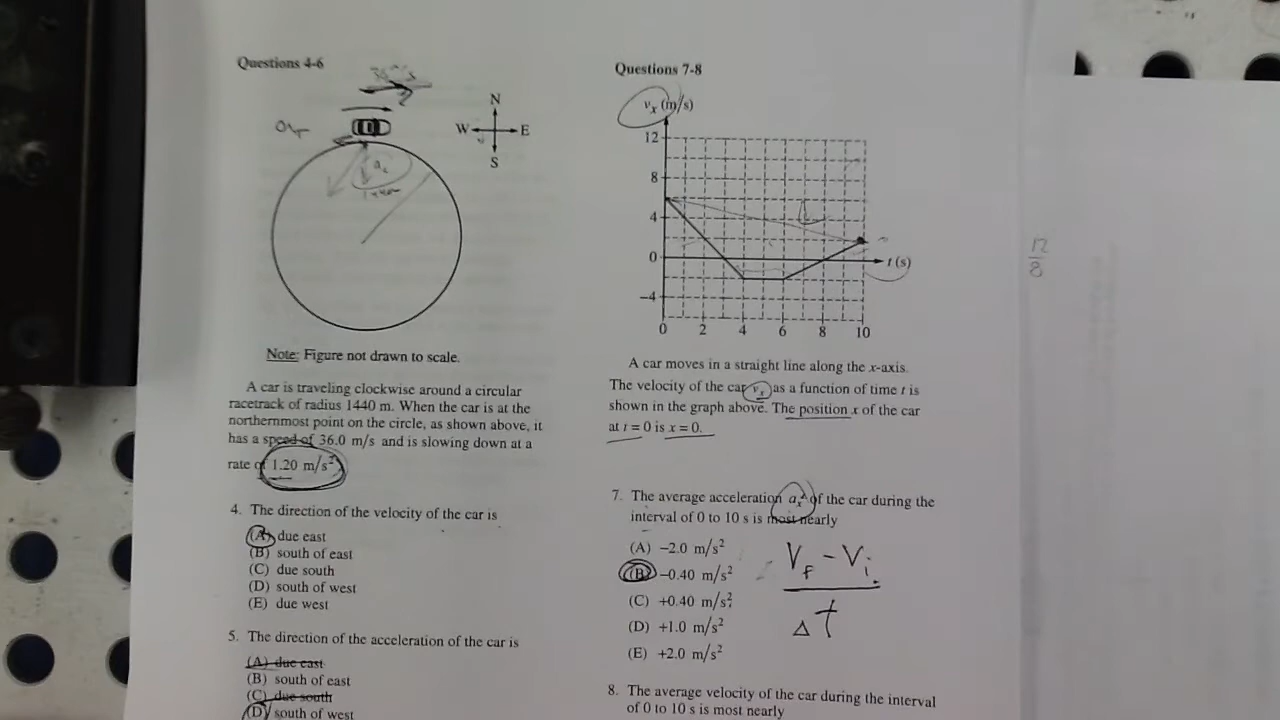 Questions 4-6
N
W E
S
a_c
Note: Figure not drawn to scale.
A car is traveling clockwise around a circular
racetrack of radius 1440 m. When the car is at the
northernmost point on the circle, as shown above, it
has a speed of 36.0 m/s and is slowing down at a
rate of 1.20 m/s².
4. The direction of the velocity of the car is
(A) due east
(B) south of east
(C) due south
(D) south of west
(E) due west
5. The direction of the acceleration of the car is
(A) due east
(B) south of east
(C) due south
(D) south of west
Questions 7-8
vₓ (m/s)
12
8
4
0
−4
0 2 4 6 8 10
t (s)
A car moves in a straight line along the x-axis.
The velocity of the car vₓ as a function of time t is
shown in the graph above. The position x of the car
at t = 0 is x = 0.
7. The average acceleration aₓ of the car during the
interval of 0 to 10 s is most nearly
(A) −2.0 m/s²
(B) −0.40 m/s²
(C) +0.40 m/s²
(D) +1.0 m/s²
(E) +2.0 m/s²
Vf − Vi
Δt
8. The average velocity of the car during the interval
of 0 to 10 s is most nearly
12
8